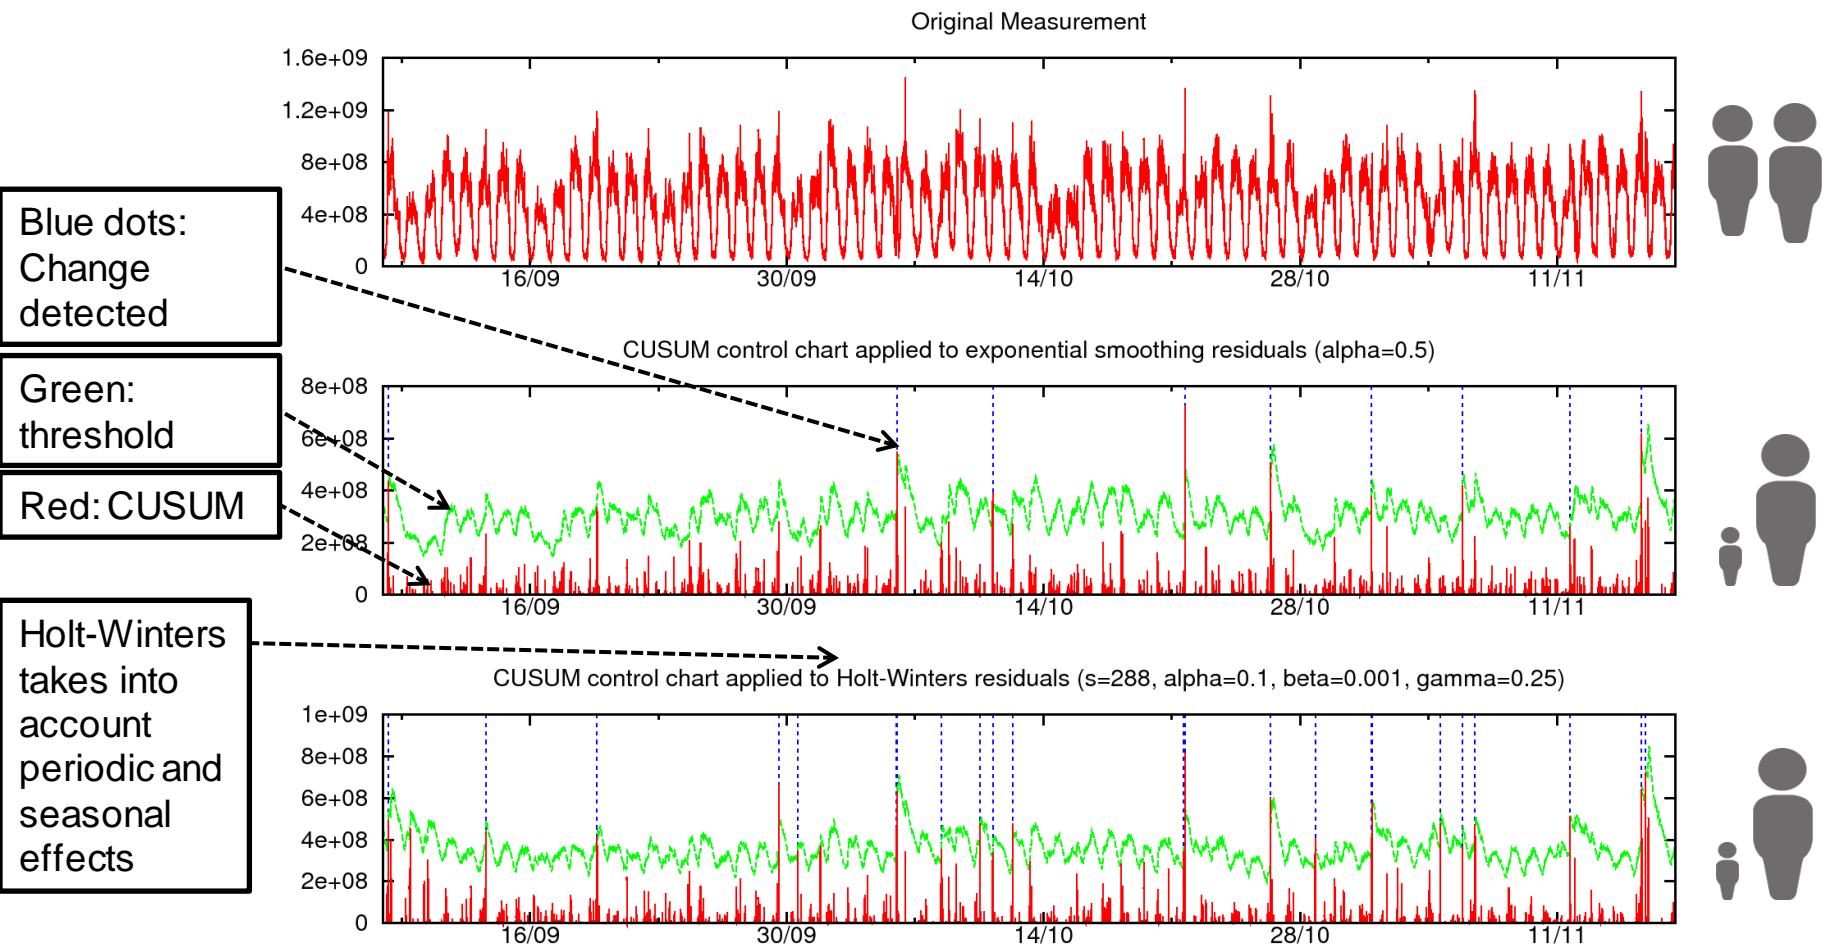 Original Measurement
1.6e+09
1.2e+09
8e+08
4e+08
0
16/09 30/09 14/10 28/10 11/11
Blue dots:
Change
detected
Green:
threshold
Red: CUSUM
CUSUM control chart applied to exponential smoothing residuals (alpha=0.5)
8e+08
6e+08
4e+08
2e+08
0
16/09 30/09 14/10 28/10 11/11
Holt-Winters
takes into
account
periodic and
seasonal
effects
CUSUM control chart applied to Holt-Winters residuals (s=288, alpha=0.1, beta=0.001, gamma=0.25)
1e+09
8e+08
6e+08
4e+08
2e+08
0
16/09 30/09 14/10 28/10 11/11